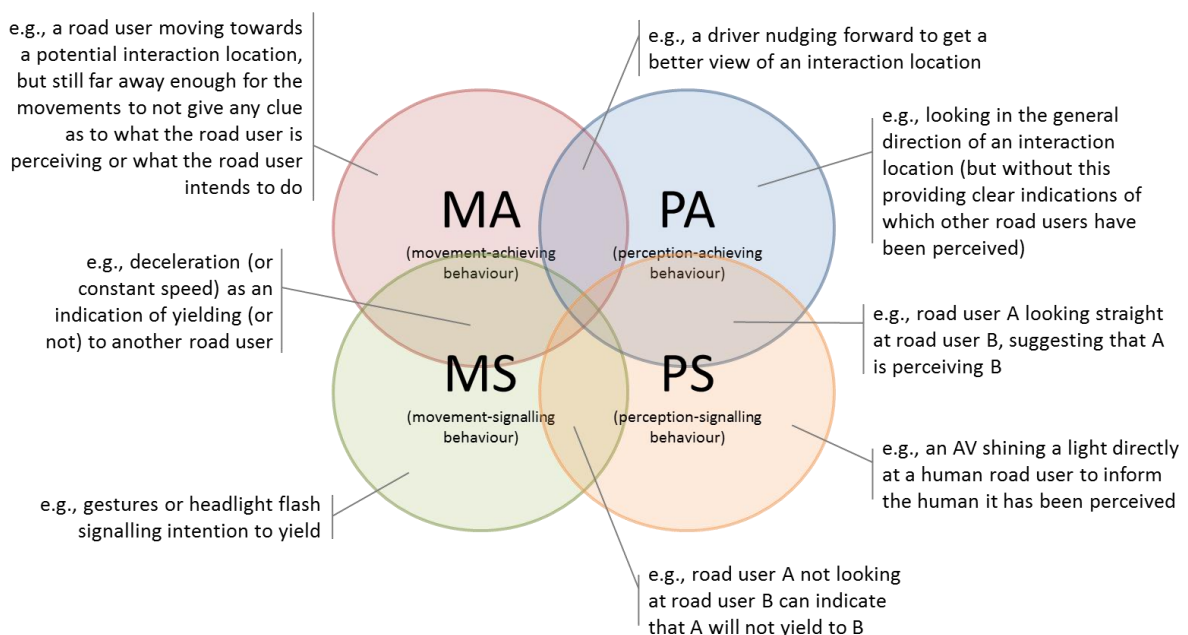 e.g., a road user moving towards
a potential interaction location,
but still far away enough for the
movements to not give any clue
as to what the road user is
perceiving or what the road user
intends to do
e.g., a driver nudging forward to get a
better view of an interaction location
e.g., looking in the general
direction of an interaction
location (but without this
providing clear indications of
which other road users have
been perceived)
MA
(movement-achieving
behaviour)
PA
(perception-achieving
behaviour)
e.g., deceleration (or
constant speed) as an
indication of yielding (or
not) to another road user
e.g., road user A looking straight
at road user B, suggesting that A
is perceiving B
MS
(movement-signalling
behaviour)
PS
(perception-signalling
behaviour)
e.g., an AV shining a light directly
at a human road user to inform
the human it has been perceived
e.g., gestures or headlight flash
signalling intention to yield
e.g., road user A not looking
at road user B can indicate
that A will not yield to B